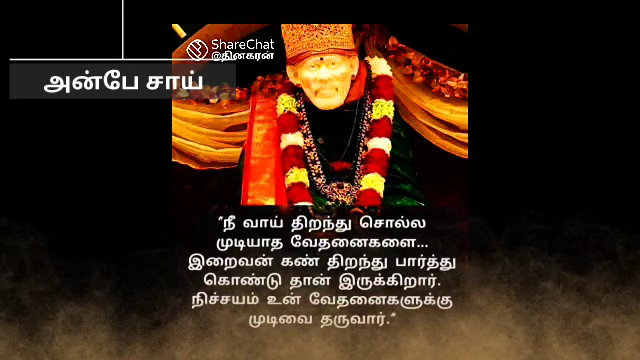 ShareChat
@தினகரன்
அன்பே சாய்
"நீ வாய் திறந்து சொல்ல
முடியாத வேதனைகளை...
இறைவன் கண் திறந்து பார்த்து
கொண்டு தான் இருக்கிறார்.
நிச்சயம் உன் வேதனைகளுக்கு
முடிவை தருவார்."